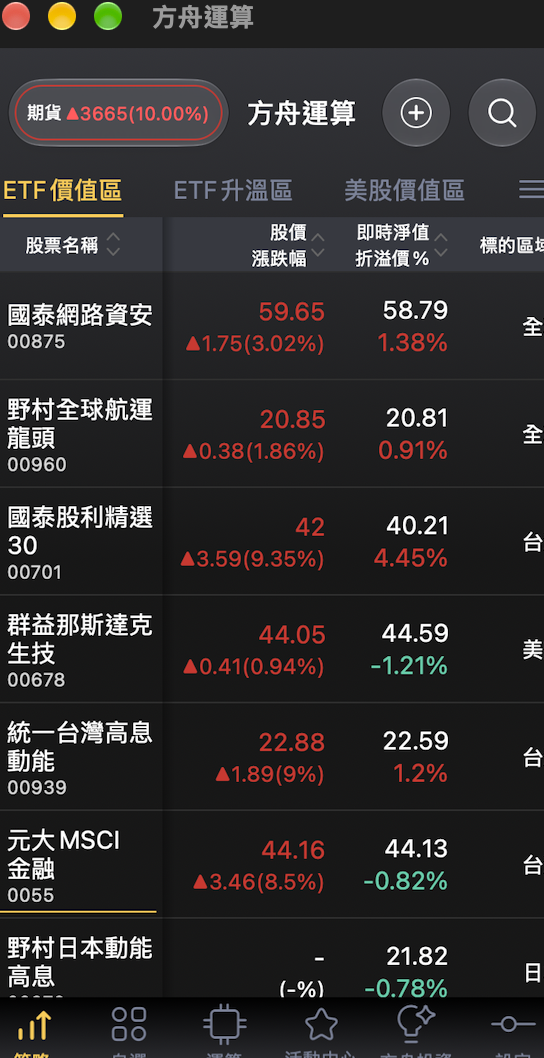 方舟運算
期貨 ▲3665(10.00%)
方舟運算
ETF價值區 ETF升溫區 美股價值區
股票名稱 股價 即時淨值 標的區域
漲跌幅 折溢價%
國泰網路資安 59.65 58.79 全
00875 ▲1.75(3.02%) 1.38%
野村全球航運 20.85 20.81 全
龍頭 ▲0.38(1.86%) 0.91%
00960
國泰股利精選 42 40.21 台
30 ▲3.59(9.35%) 4.45%
00701
群益那斯達克 44.05 44.59 美
生技 ▲0.41(0.94%) -1.21%
00678
統一台灣高息 22.88 22.59 台
動能 ▲1.89(9%) 1.2%
00939
元大MSCI 44.16 44.13 台
金融 ▲3.46(8.5%) -0.82%
0055
野村日本動能 - 21.82 日
高息 (-%) -0.78%